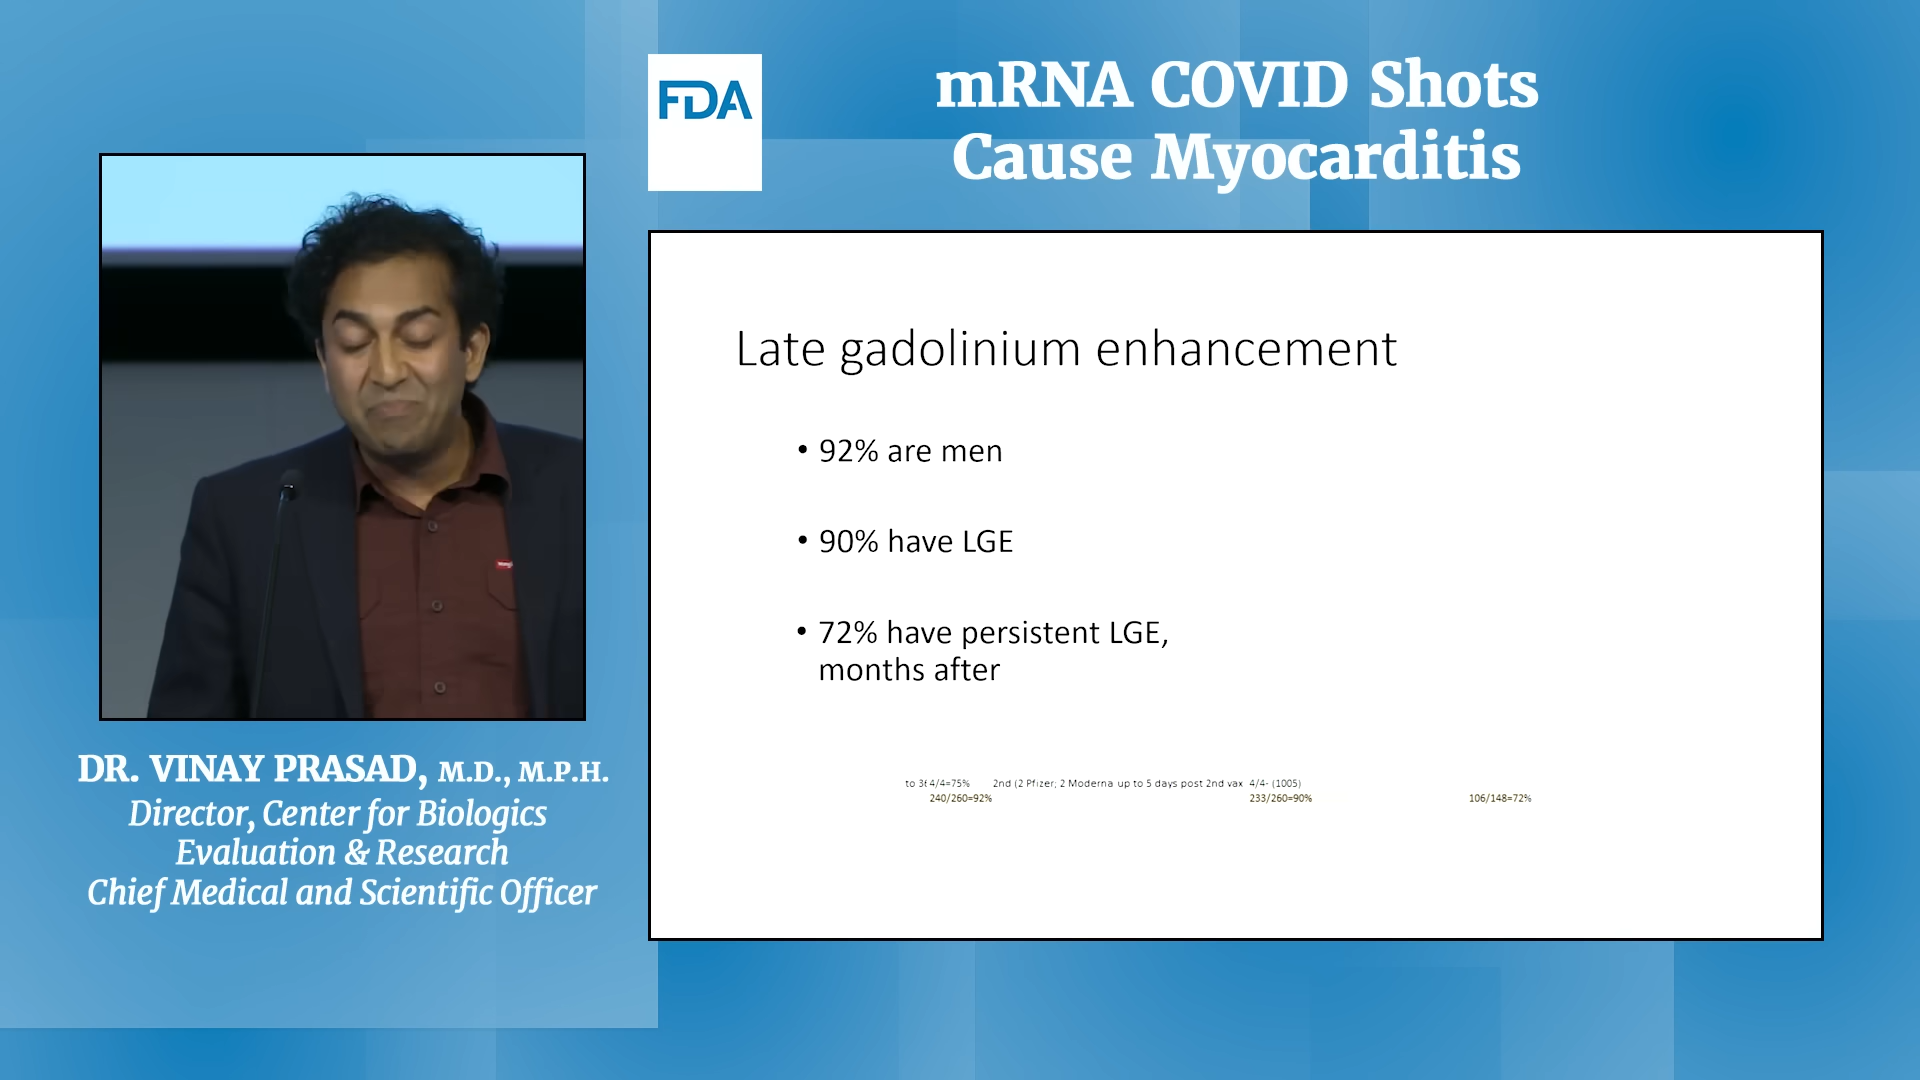 FDA
mRNA COVID Shots
Cause Myocarditis
Late gadolinium enhancement
• 92% are men
• 90% have LGE
• 72% have persistent LGE,
months after
4/4=75% 2nd (2 Pfizer; 2 Moderna up to 5 days post 2nd vax 4/4- (1005)
240/260=92% 233/260=90% 106/148=72%
DR. VINAY PRASAD, M.D., M.P.H.
Director, Center for Biologics
Evaluation & Research
Chief Medical and Scientific Officer